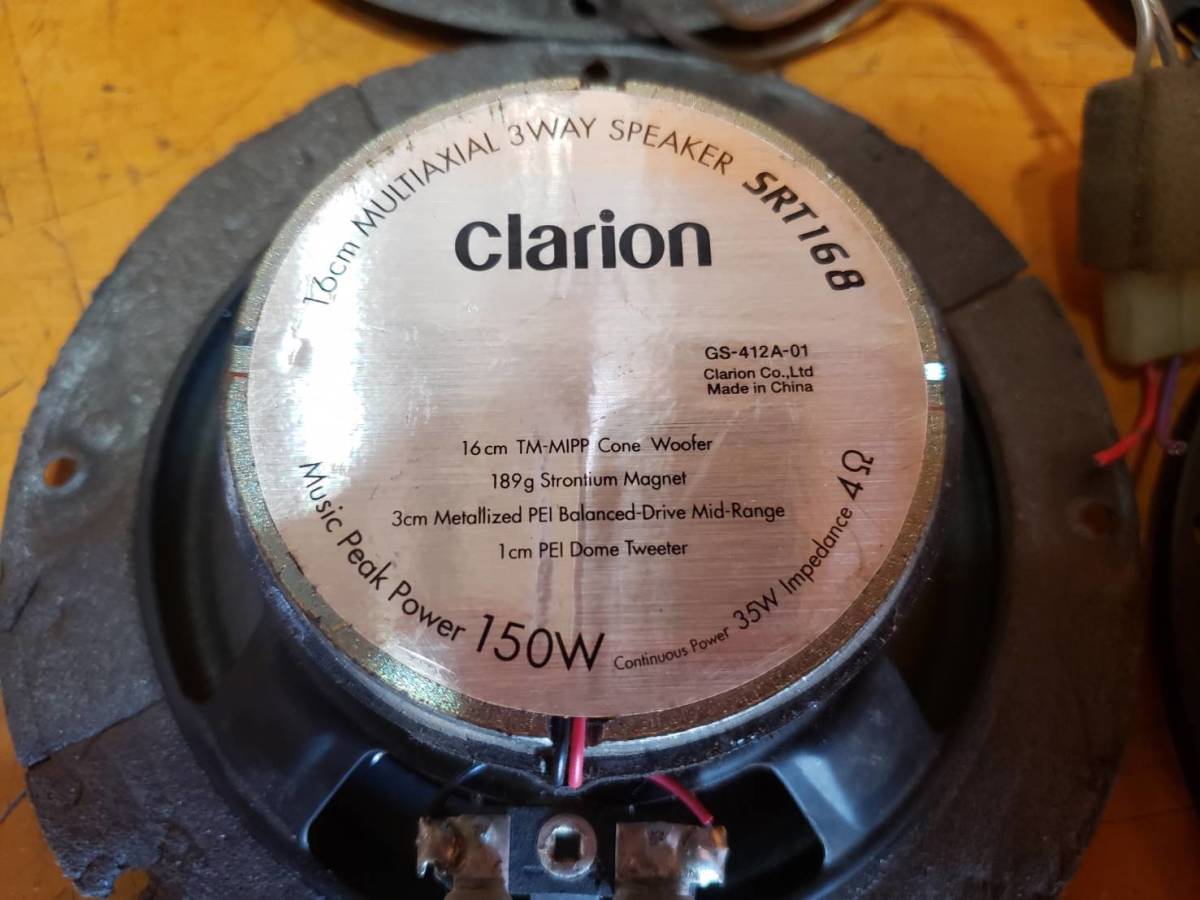 16cm MULTIAXIAL 3WAY SPEAKER SRT168
clarion
GS-412A-01
Clarion Co.,Ltd
Made in China
16cm TM-MIPP Cone Woofer
189g Strontium Magnet
3cm Metallized PEI Balanced-Drive Mid-Range
1cm PEI Dome Tweeter
Music Peak Power 150W Continuous Power 35W Impedance 4Ω